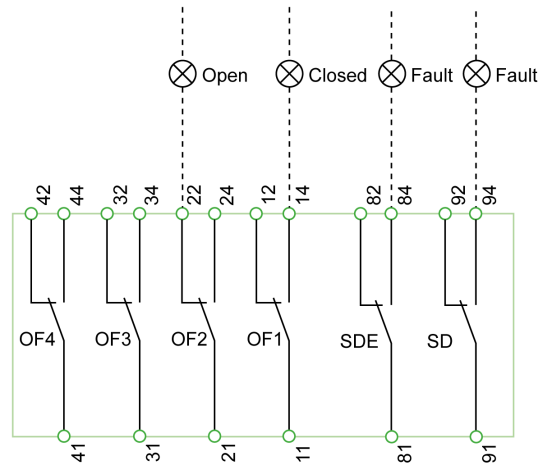 Open Closed Fault Fault
42 44 32 34 22 24 12 14 82 84 92 94
OF4 OF3 OF2 OF1 SDE SD
41 31 21 11 81 91